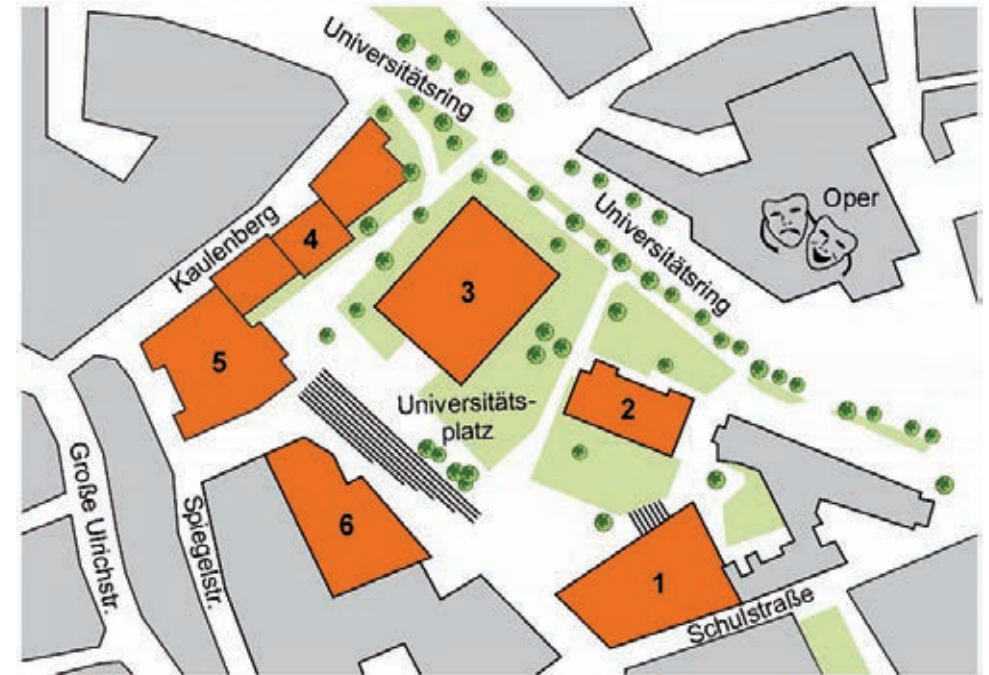 Universitätsring
Oper
Universitätsring
Kaulenberg
4
3
5
Universitäts-
platz
2
Große Ulrichstr.
Spiegelstr.
6
1
Schulstraße